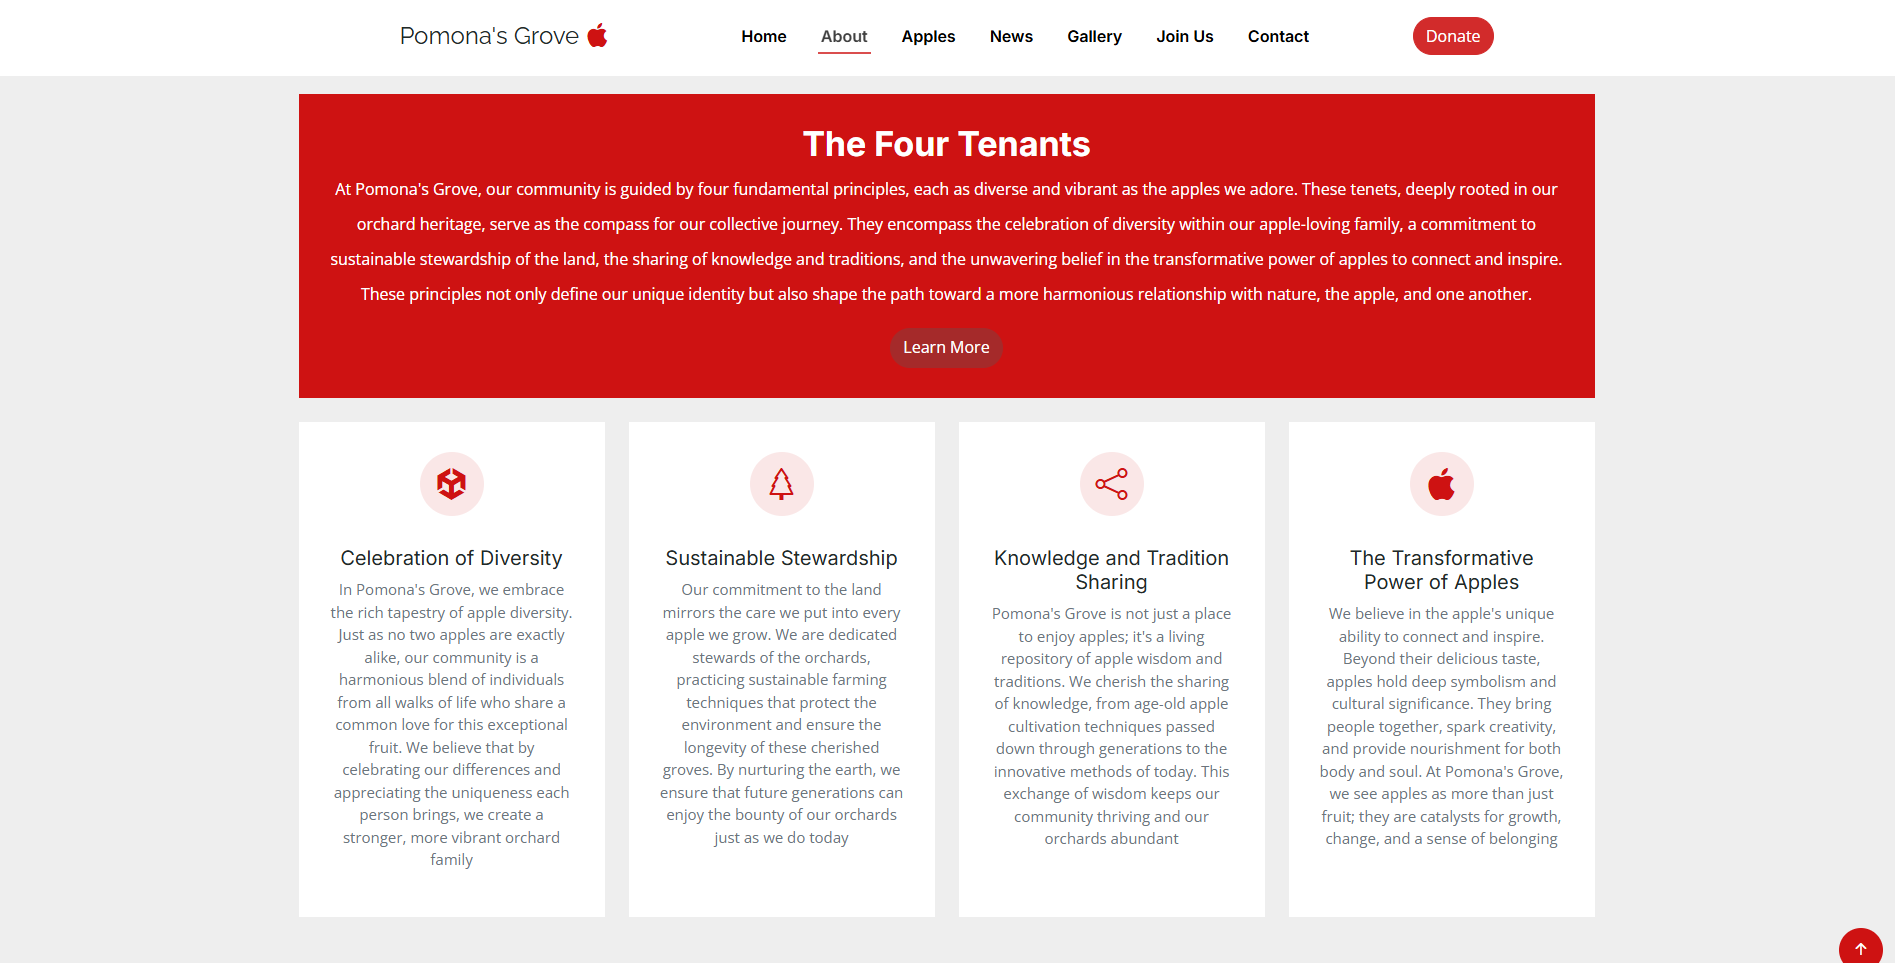 Pomona's Grove
Home
About
Apples
News
Gallery
Join Us
Contact
Donate
The Four Tenants
At Pomona's Grove, our community is guided by four fundamental principles, each as diverse and vibrant as the apples we adore. These tenets, deeply rooted in our
orchard heritage, serve as the compass for our collective journey. They encompass the celebration of diversity within our apple-loving family, a commitment to
sustainable stewardship of the land, the sharing of knowledge and traditions, and the unwavering belief in the transformative power of apples to connect and inspire.
These principles not only define our unique identity but also shape the path toward a more harmonious relationship with nature, the apple, and one another.
Learn More
Celebration of Diversity
In Pomona's Grove, we embrace
the rich tapestry of apple diversity.
Just as no two apples are exactly
alike, our community is a
harmonious blend of individuals
from all walks of life who share a
common love for this exceptional
fruit. We believe that by
celebrating our differences and
appreciating the uniqueness each
person brings, we create a
stronger, more vibrant orchard
family
Sustainable Stewardship
Our commitment to the land
mirrors the care we put into every
apple we grow. We are dedicated
stewards of the orchards,
practicing sustainable farming
techniques that protect the
environment and ensure the
longevity of these cherished
groves. By nurturing the earth, we
ensure that future generations can
enjoy the bounty of our orchards
just as we do today
Knowledge and Tradition
Sharing
Pomona's Grove is not just a place
to enjoy apples; it's a living
repository of apple wisdom and
traditions. We cherish the sharing
of knowledge, from age-old apple
cultivation techniques passed
down through generations to the
innovative methods of today. This
exchange of wisdom keeps our
community thriving and our
orchards abundant
The Transformative
Power of Apples
We believe in the apple's unique
ability to connect and inspire.
Beyond their delicious taste,
apples hold deep symbolism and
cultural significance. They bring
people together, spark creativity,
and provide nourishment for both
body and soul. At Pomona's Grove,
we see apples as more than just
fruit; they are catalysts for growth,
change, and a sense of belonging